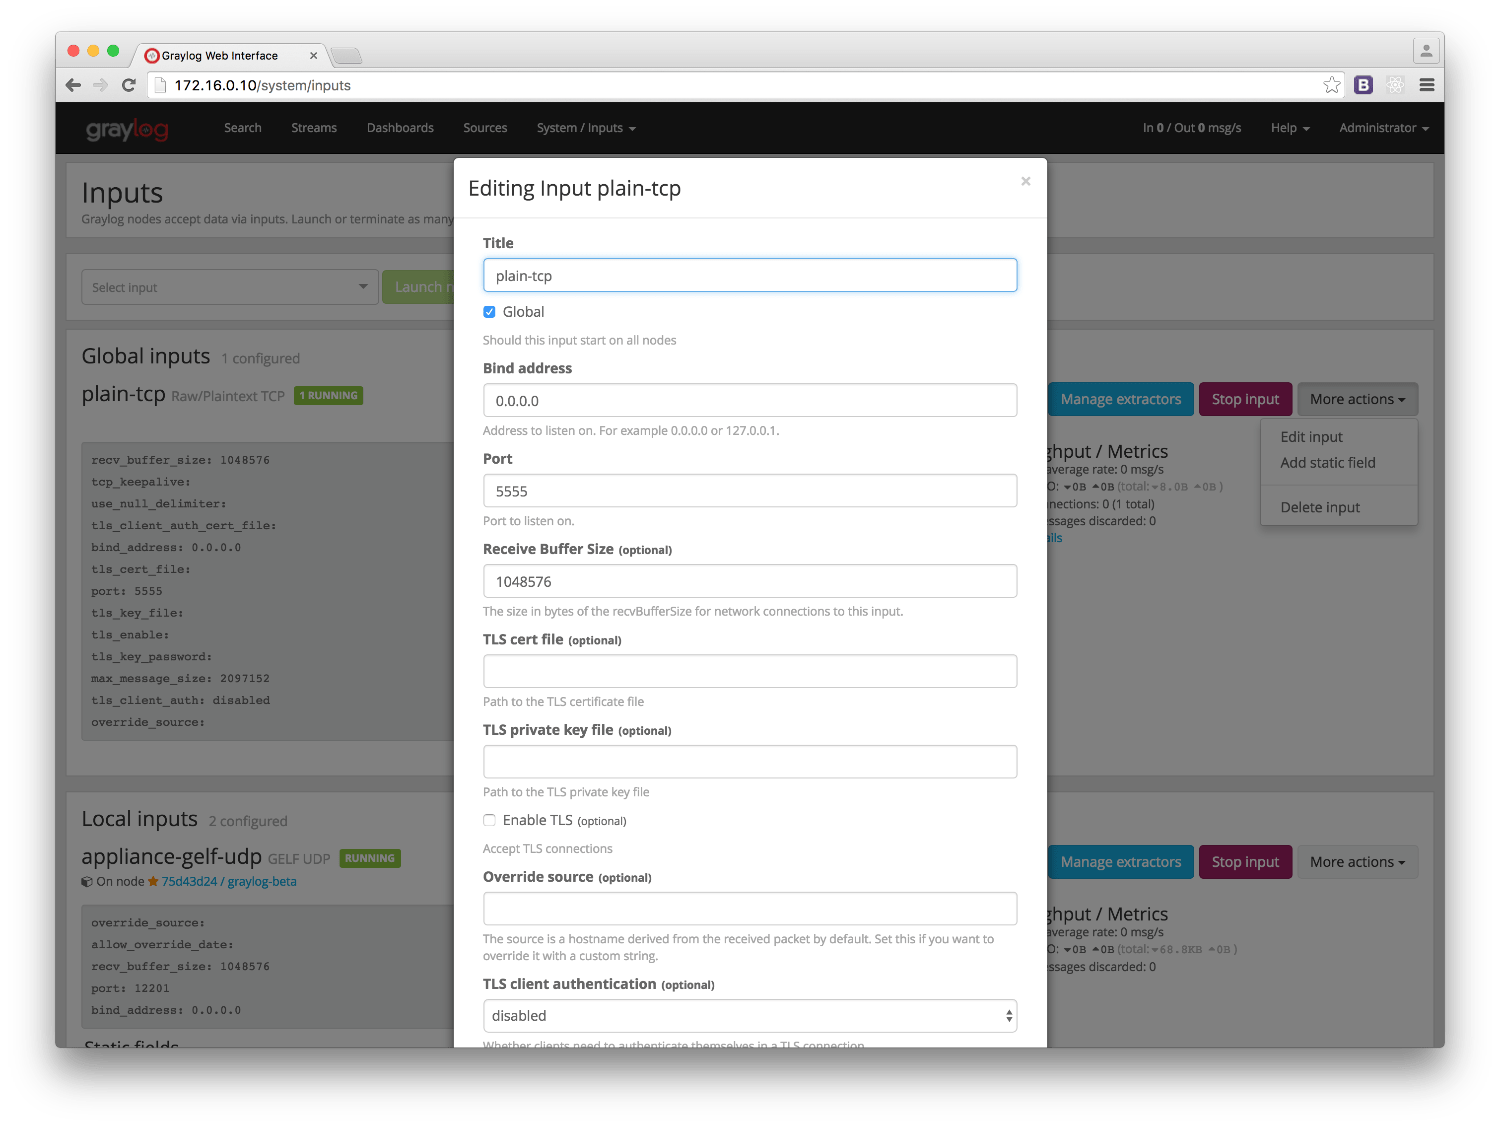 Graylog Web Interface
172.16.0.10/system/inputs
graylog
Search
Streams
Dashboards
Sources
System / Inputs
In 0 / Out 0 msg/s
Help
Administrator
Inputs
Graylog nodes accept data via inputs. Launch or terminate as many
Select input
Launch n
Global inputs 1 configured
plain-tcp Raw/Plaintext TCP 1 RUNNING
recv_buffer_size: 1048576
tcp_keepalive:
use_null_delimiter:
tls_client_auth_cert_file:
bind_address: 0.0.0.0
tls_cert_file:
port: 5555
tls_key_file:
tls_enable:
tls_key_password:
max_message_size: 2097152
tls_client_auth: disabled
override_source:
Local inputs 2 configured
appliance-gelf-udp GELF UDP RUNNING
On node 75d43d24 / graylog-beta
override_source:
allow_override_date:
recv_buffer_size: 1048576
port: 12201
bind_address: 0.0.0.0
Static fields
Editing Input plain-tcp
×
Title
plain-tcp
Global
Should this input start on all nodes
Bind address
0.0.0.0
Address to listen on. For example 0.0.0.0 or 127.0.0.1.
Port
5555
Port to listen on.
Receive Buffer Size (optional)
1048576
The size in bytes of the recvBufferSize for network connections to this input.
TLS cert file (optional)
Path to the TLS certificate file
TLS private key file (optional)
Path to the TLS private key file
Enable TLS (optional)
Accept TLS connections
Override source (optional)
The source is a hostname derived from the received packet by default. Set this if you want to
override it with a custom string.
TLS client authentication (optional)
disabled
Whether clients need to authenticate themselves in a TLS connection
Manage extractors
Stop input
More actions
Edit input
Add static field
Delete input
ghput / Metrics
average rate: 0 msg/s
O: 0B 0B (total: 8.0B 0B )
nections: 0 (1 total)
ssages discarded: 0
ails
Manage extractors
Stop input
More actions
ghput / Metrics
average rate: 0 msg/s
O: 0B 0B (total: 68.8KB 0B )
ssages discarded: 0